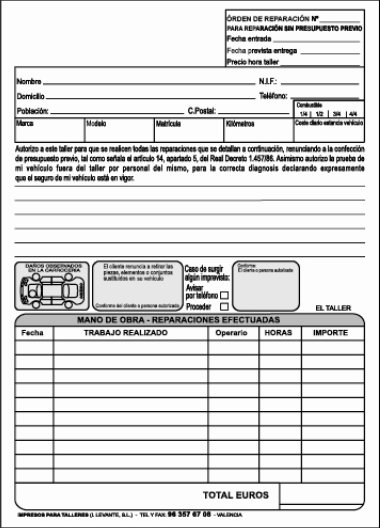 ÓRDEN DE REPARACIÓN Nº
PARA REPARACIÓN SIN PRESUPUESTO PREVIO
Fecha entrada
Fecha prevista entrega
Precio hora taller
Nombre N.I.F.:
Domicilio Teléfono:
Población: C.Postal:
Combustible
1/4 | 1/2 | 3/4 | 4/4
Marca Modelo Matrícula Kilómetros Coste diario estancia vehículo
Autorizo a este taller para que se realicen todas las reparaciones que se detallan a continuación, renunciando a la confección
de presupuesto previo, tal como señala el artículo 14, apartado 5, del Real Decreto 1.457/86. Asimismo autorizo la prueba de
mi vehículo fuera del taller por personal del mismo, para la correcta diagnosis declarando expresamente
que el seguro de mi vehículo está en vigor.
DAÑOS OBSERVADOS
EN LA CARROCERÍA
El cliente renuncia a retirar las
piezas, elementos o conjuntos
sustituidos en su vehículo
Conforme del cliente o persona autorizada
Caso de surgir
algún imprevisto:
Avisar
por teléfono
Proceder
Conforme:
El cliente o persona autorizada
EL TALLER
MANO DE OBRA - REPARACIONES EFECTUADAS
Fecha TRABAJO REALIZADO Operario HORAS IMPORTE
TOTAL EUROS
IMPRESOS PARA TALLERES (I. LEVANTE, S.L.) - TEL Y FAX: 96 357 67 08 - VALENCIA